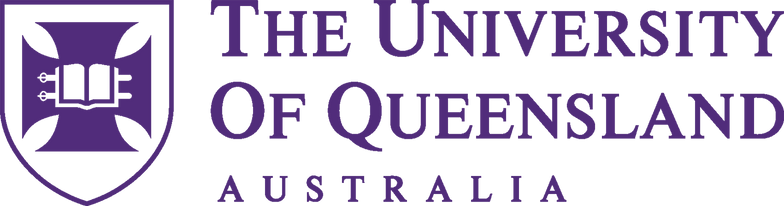 THE UNIVERSITY
OF QUEENSLAND
AUSTRALIA